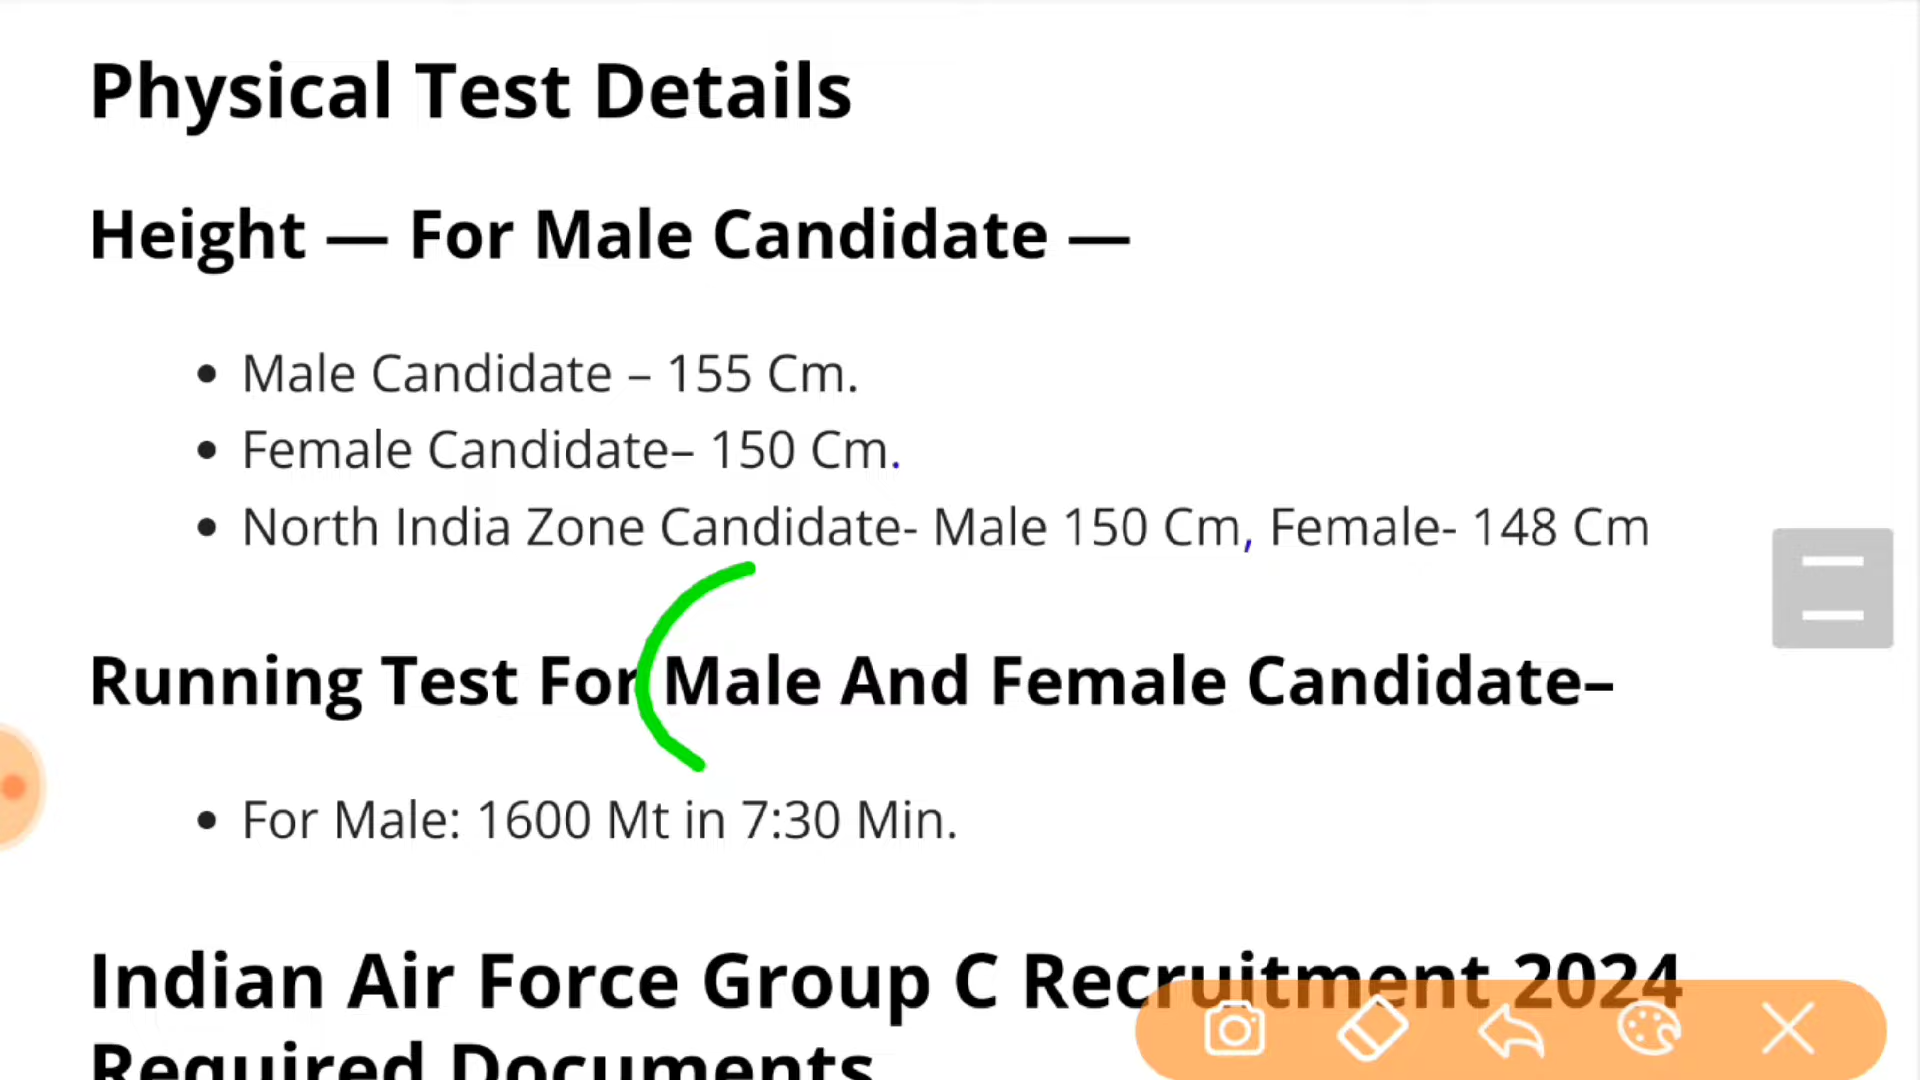 Physical Test Details
Height — For Male Candidate —
Male Candidate – 155 Cm.
Female Candidate– 150 Cm.
North India Zone Candidate- Male 150 Cm, Female- 148 Cm
Running Test For Male And Female Candidate–
For Male: 1600 Mt in 7:30 Min.
Indian Air Force Group C Recruitment 2024
Required Documents